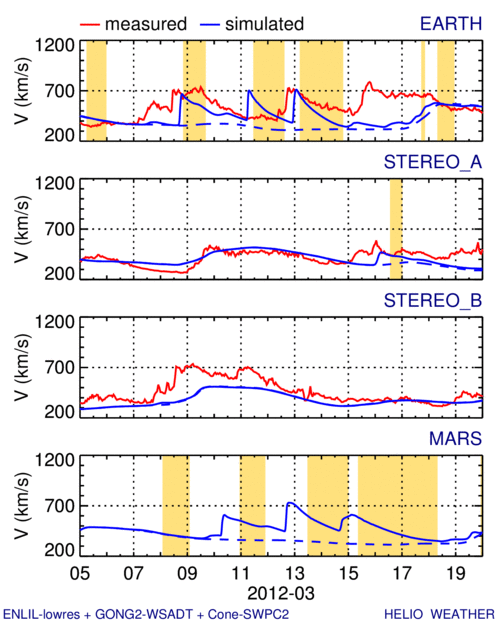 measured simulated EARTH
1200
700
200
V (km/s)
STEREO_A
1200
700
200
V (km/s)
STEREO_B
1200
700
200
V (km/s)
MARS
1200
700
200
V (km/s)
05 07 09 11 13 15 17 19
2012-03
ENLIL-lowres + GONG2-WSADT + Cone-SWPC2 HELIO WEATHER